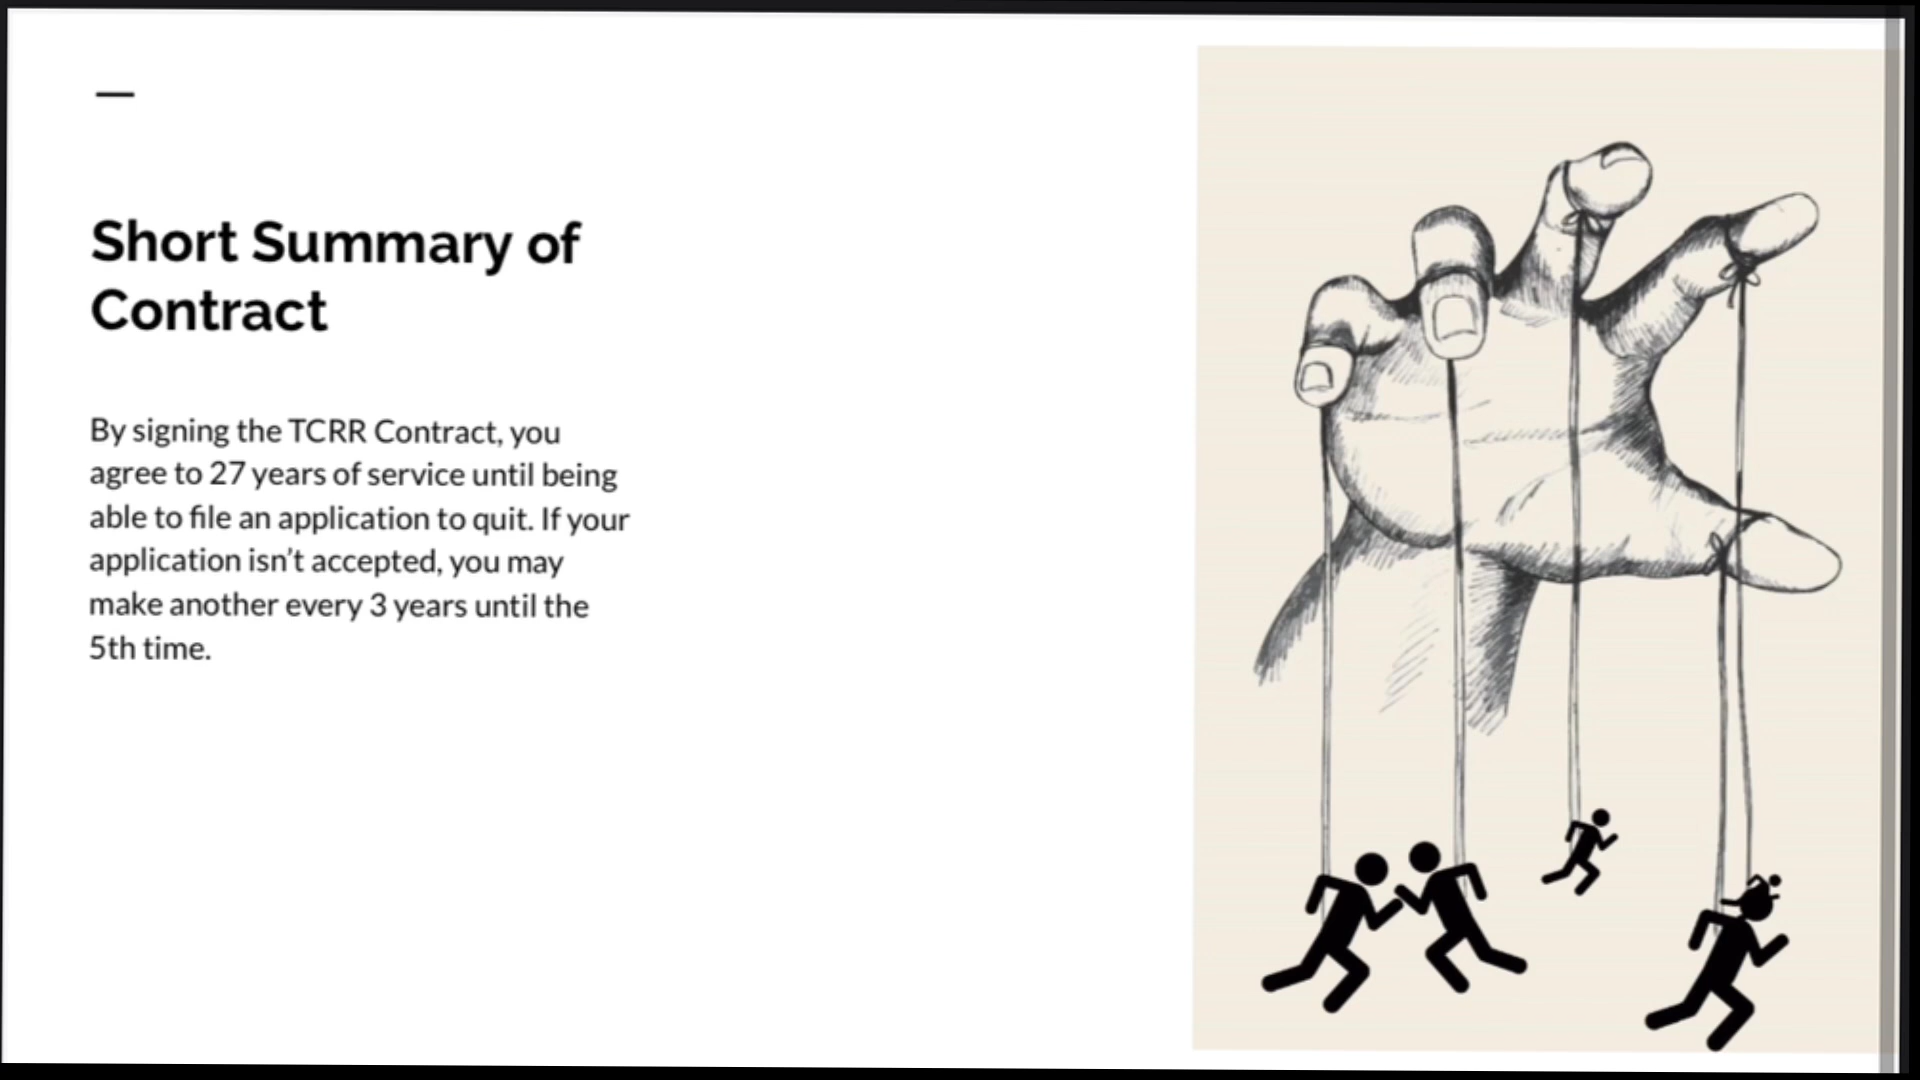 Short Summary of
Contract
By signing the TCRR Contract, you
agree to 27 years of service until being
able to file an application to quit. If your
application isn’t accepted, you may
make another every 3 years until the
5th time.